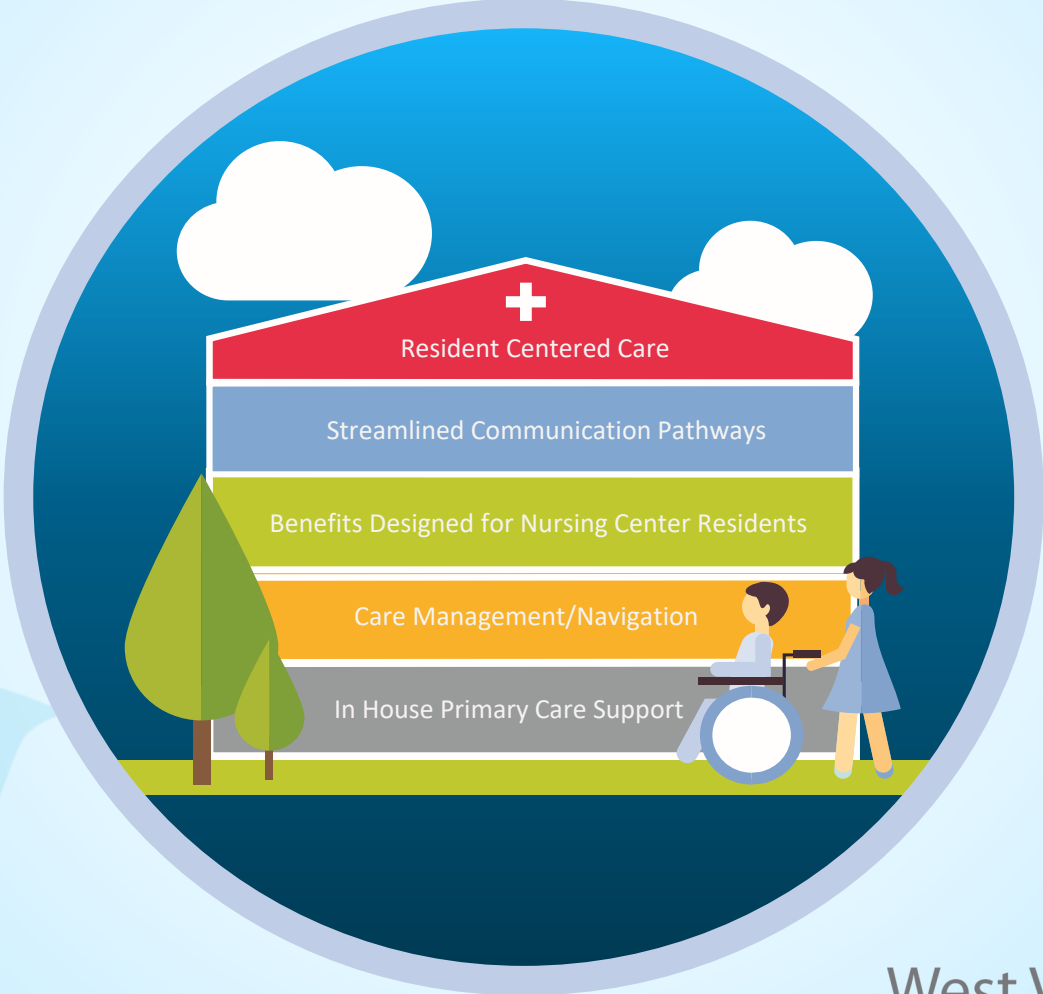 Resident Centered Care
Streamlined Communication Pathways
Benefits Designed for Nursing Center Residents
Care Management/Navigation
In House Primary Care Support
West